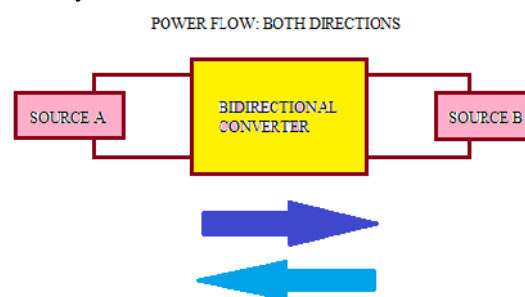 POWER FLOW: BOTH DIRECTIONS
SOURCE A
BIDIRECTIONAL
CONVERTER
SOURCE B